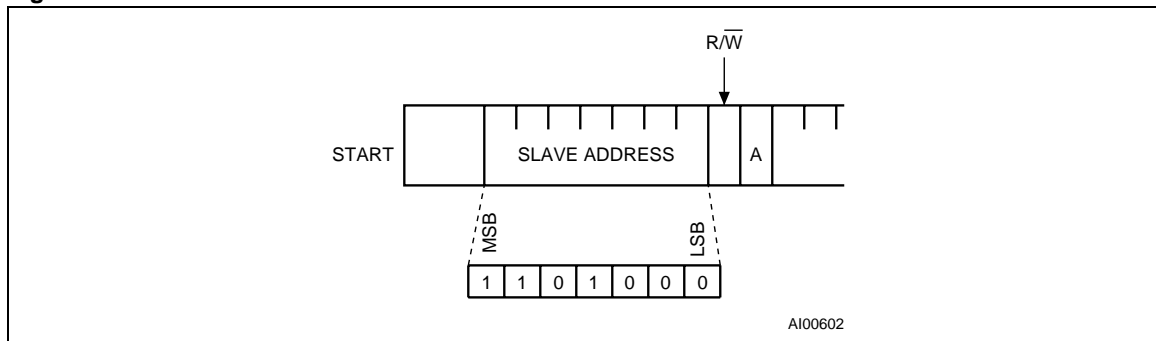 R/W̅
START
SLAVE ADDRESS
A
MSB
LSB
1 1 0 1 0 0 0
AI00602